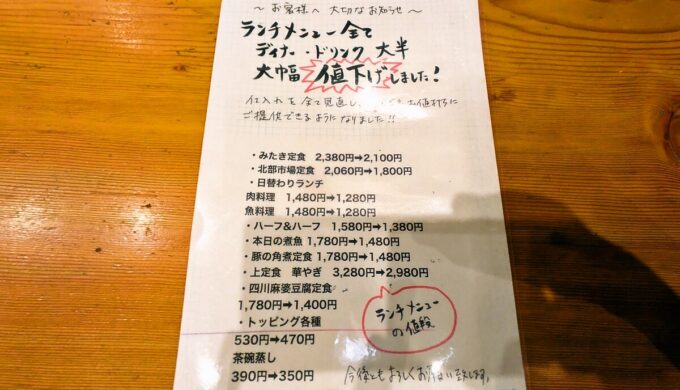 ～ お客様へ 大切なお知らせ ～
ランチメニュー 全て
ディナー・ドリンク 大半
大幅 値下げしました!
仕入れを全て見直し、お値打ちに
ご提供できるようになりました!!
・みたき定食 2,380円➡2,100円
・北部市場定食 2,060円➡1,800円
・日替わりランチ
肉料理 1,480円➡1,280円
魚料理 1,480円➡1,280円
・ハーフ&ハーフ 1,580円➡1,380円
・本日の煮魚 1,780円➡1,480円
・豚の角煮定食 1,780円➡1,480円
・上定食 華やぎ 3,280円➡2,980円
・四川麻婆豆腐定食
1,780円➡1,400円
・トッピング各種
530円➡470円
茶碗蒸し
390円➡350円
ランチメニュー
の値段
今後ともよろしくお願い致します。